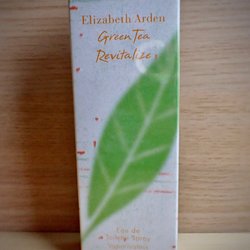 Elizabeth Arden
Green Tea
Revitalize
Eau de
Toilette Spray